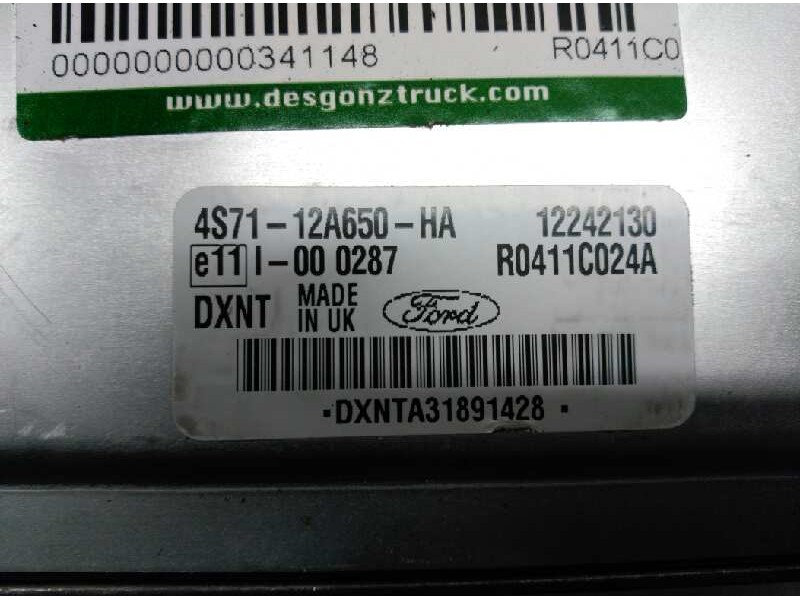 0000000000341148 R0411C0
www.desgonztruck.com
4S71-12A650-HA 12242130
e11 I-00 0287 R0411C024A
DXNT MADE IN UK Ford
·DXNTA31891428·